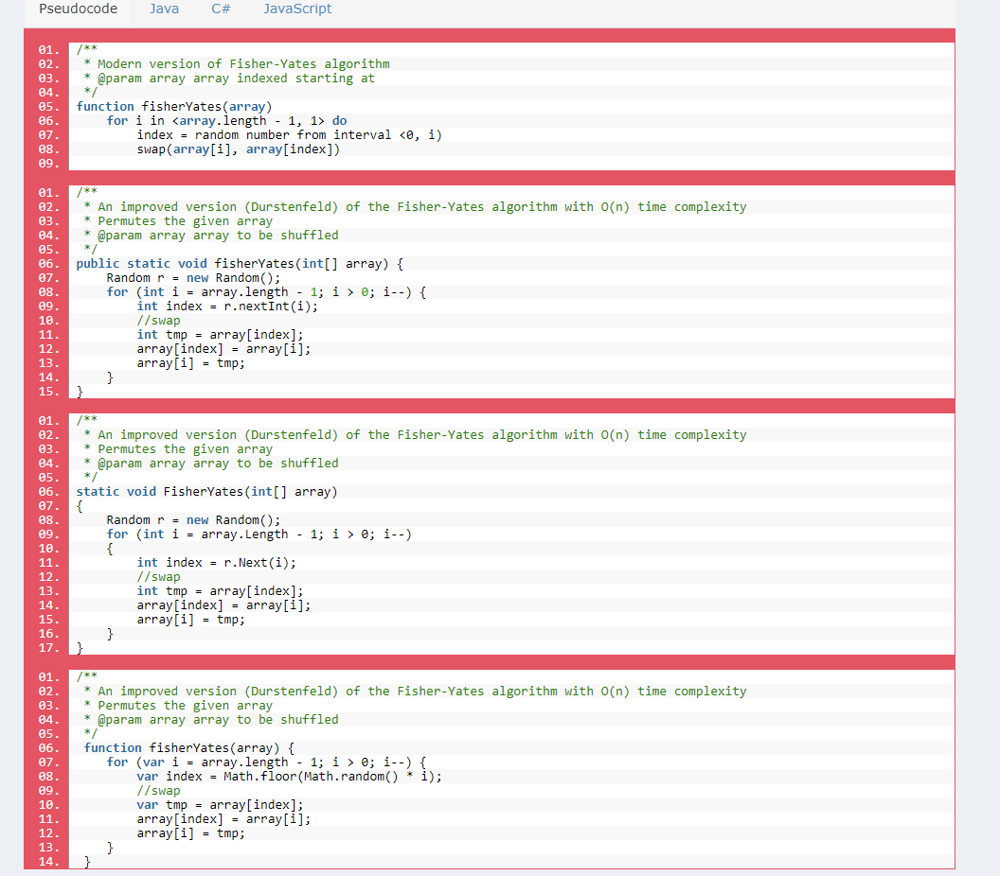 Pseudocode Java C# JavaScript
01. /**
02.  * Modern version of Fisher-Yates algorithm
03.  * @param array array indexed starting at
04.  */
05. function fisherYates(array)
06.     for i in <array.length - 1, 1> do
07.         index = random number from interval <0, i)
08.         swap(array[i], array[index])
09.
01. /**
02.  * An improved version (Durstenfeld) of the Fisher-Yates algorithm with O(n) time complexity
03.  * Permutes the given array
04.  * @param array array to be shuffled
05.  */
06. public static void fisherYates(int[] array) {
07.     Random r = new Random();
08.     for (int i = array.length - 1; i > 0; i--) {
09.         int index = r.nextInt(i);
10.         //swap
11.         int tmp = array[index];
12.         array[index] = array[i];
13.         array[i] = tmp;
14.     }
15. }
01. /**
02.  * An improved version (Durstenfeld) of the Fisher-Yates algorithm with O(n) time complexity
03.  * Permutes the given array
04.  * @param array array to be shuffled
05.  */
06. static void FisherYates(int[] array)
07. {
08.     Random r = new Random();
09.     for (int i = array.Length - 1; i > 0; i--)
10.     {
11.         int index = r.Next(i);
12.         //swap
13.         int tmp = array[index];
14.         array[index] = array[i];
15.         array[i] = tmp;
16.     }
17. }
01. /**
02.  * An improved version (Durstenfeld) of the Fisher-Yates algorithm with O(n) time complexity
03.  * Permutes the given array
04.  * @param array array to be shuffled
05.  */
06.  function fisherYates(array) {
07.     for (var i = array.length - 1; i > 0; i--) {
08.         var index = Math.floor(Math.random() * i);
09.         //swap
10.         var tmp = array[index];
11.         array[index] = array[i];
12.         array[i] = tmp;
13.     }
14.  }